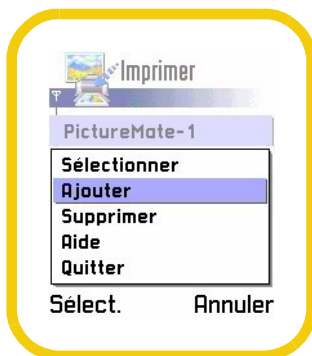 Imprimer
PictureMate-1
Sélectionner
Ajouter
Supprimer
Aide
Quitter
Sélect. Annuler